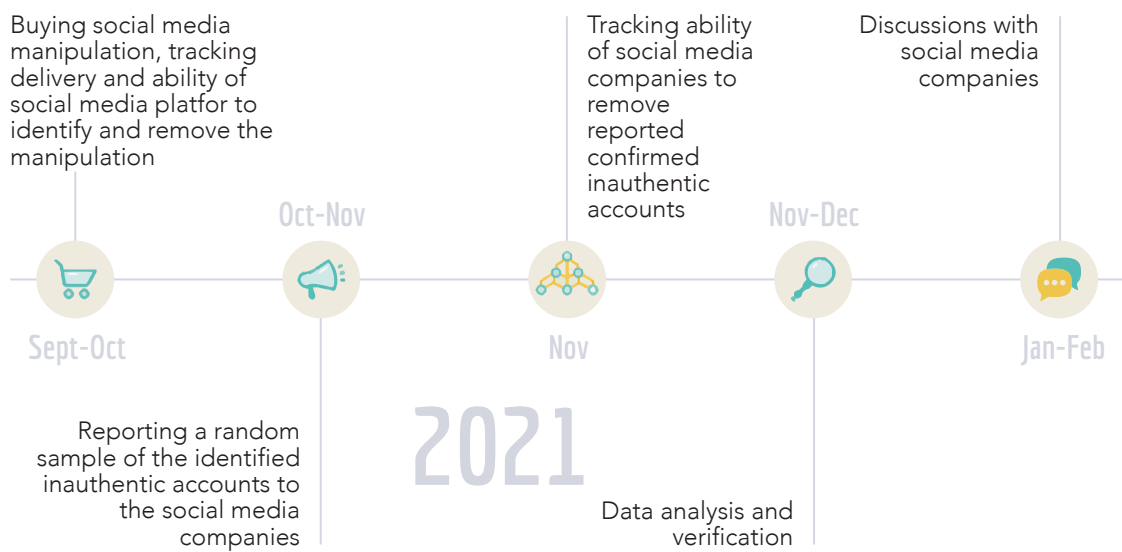 Buying social media
manipulation, tracking
delivery and ability of
social media platfor to
identify and remove the
manipulation
Sept-Oct
Oct-Nov
Reporting a random
sample of the identified
inauthentic accounts to
the social media
companies
Tracking ability
of social media
companies to
remove
reported
confirmed
inauthentic
accounts
Nov
2021
Nov-Dec
Data analysis and
verification
Discussions with
social media
companies
Jan-Feb